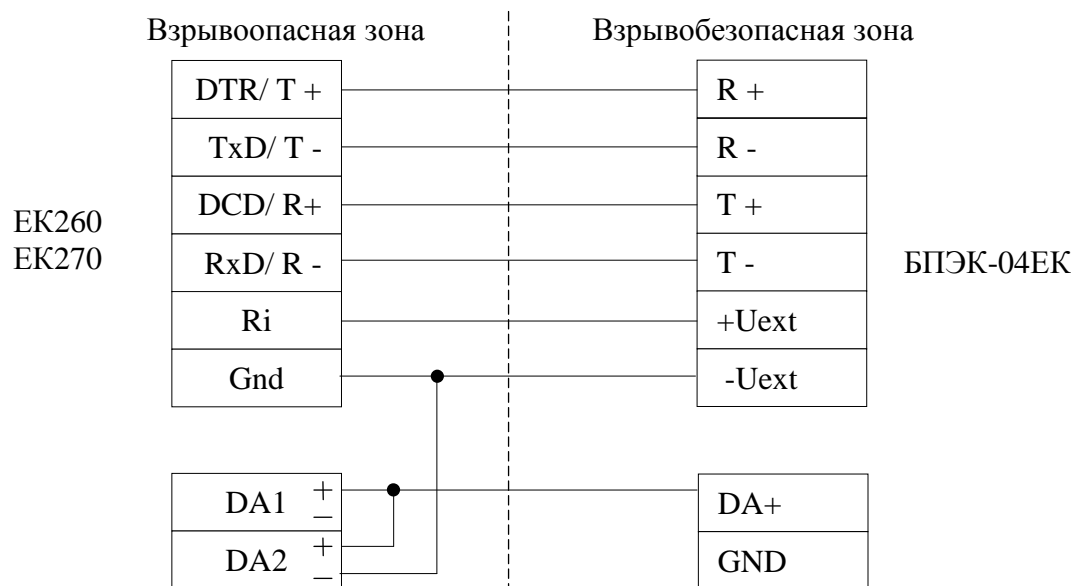 Взрывоопасная зона
Взрывобезопасная зона
DTR/ T +
R +
TxD/ T -
R -
DCD/ R+
T +
ЕК260
ЕК270
RxD/ R -
T -
БПЭК-04ЕК
Ri
+Uext
Gnd
-Uext
DA1 + –
DA+
DA2 + –
GND